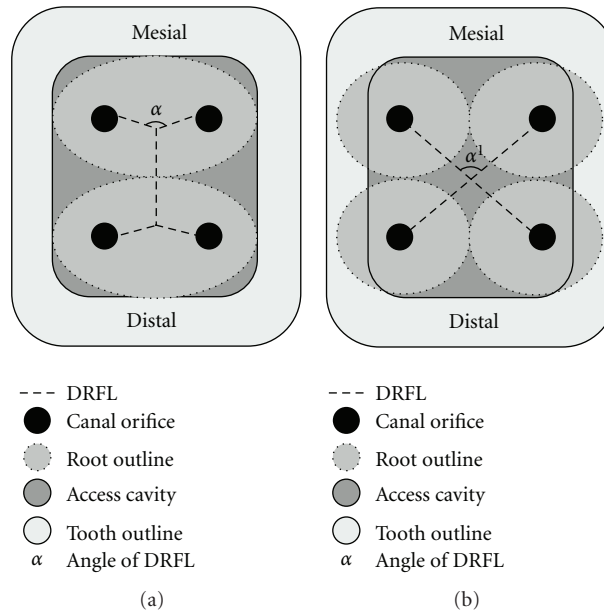 Mesial
α
Distal
DRFL
Canal orifice
Root outline
Access cavity
Tooth outline
α Angle of DRFL
(a)
Mesial
α1
Distal
DRFL
Canal orifice
Root outline
Access cavity
Tooth outline
α Angle of DRFL
(b)